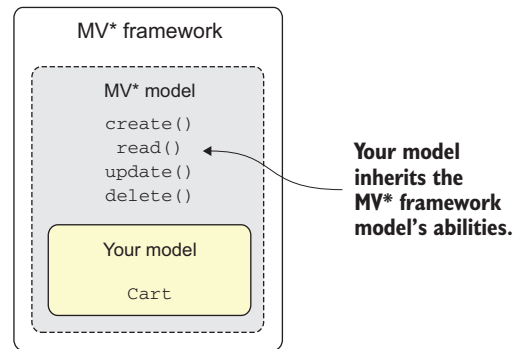 MV* framework
MV* model
create()
read()
update()
delete()
Your model
Cart
Your model
inherits the
MV* framework
model's abilities.